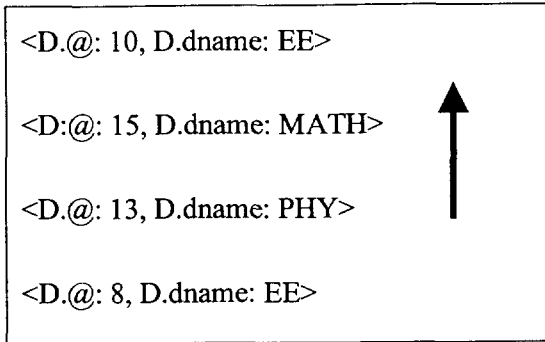 <D.@: 10, D.dname: EE>
<D:@: 15, D.dname: MATH>
<D.@: 13, D.dname: PHY>
<D.@: 8, D.dname: EE>